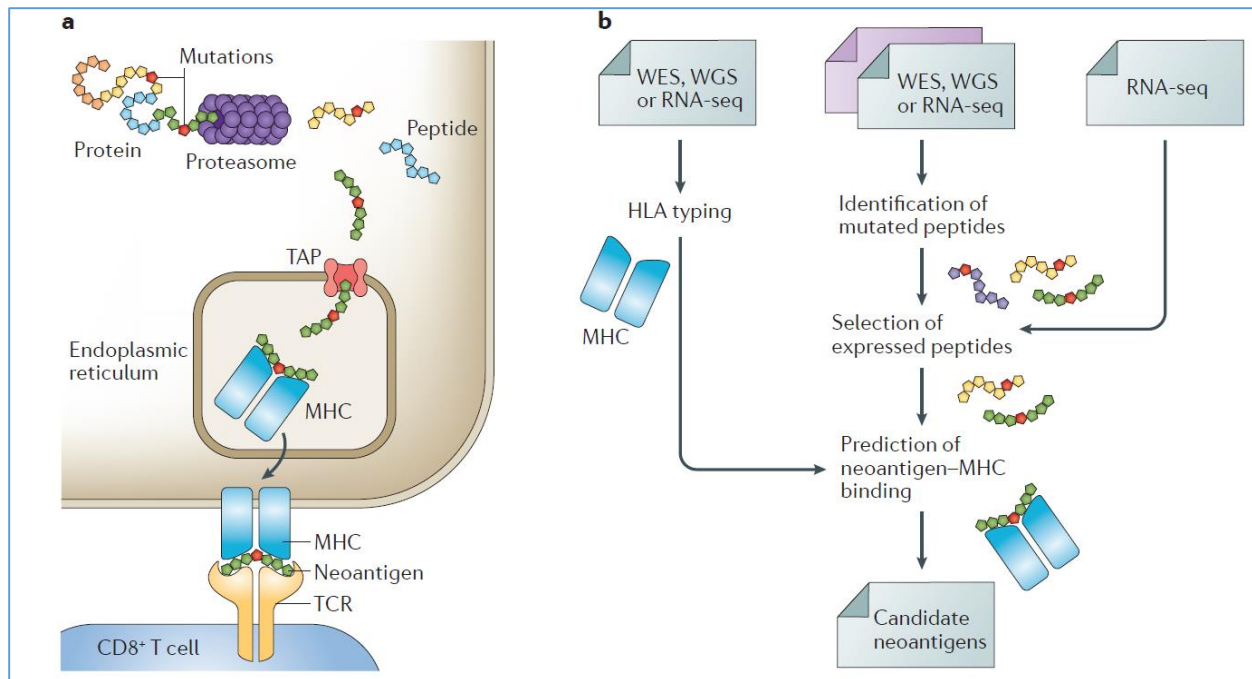 a
Mutations
Protein
Proteasome
Peptide
TAP
Endoplasmic
reticulum
MHC
MHC
Neoantigen
TCR
CD8⁺ T cell
b
WES, WGS
or RNA-seq
WES, WGS
or RNA-seq
RNA-seq
HLA typing
MHC
Identification of
mutated peptides
Selection of
expressed peptides
Prediction of
neoantigen–MHC
binding
Candidate
neoantigens